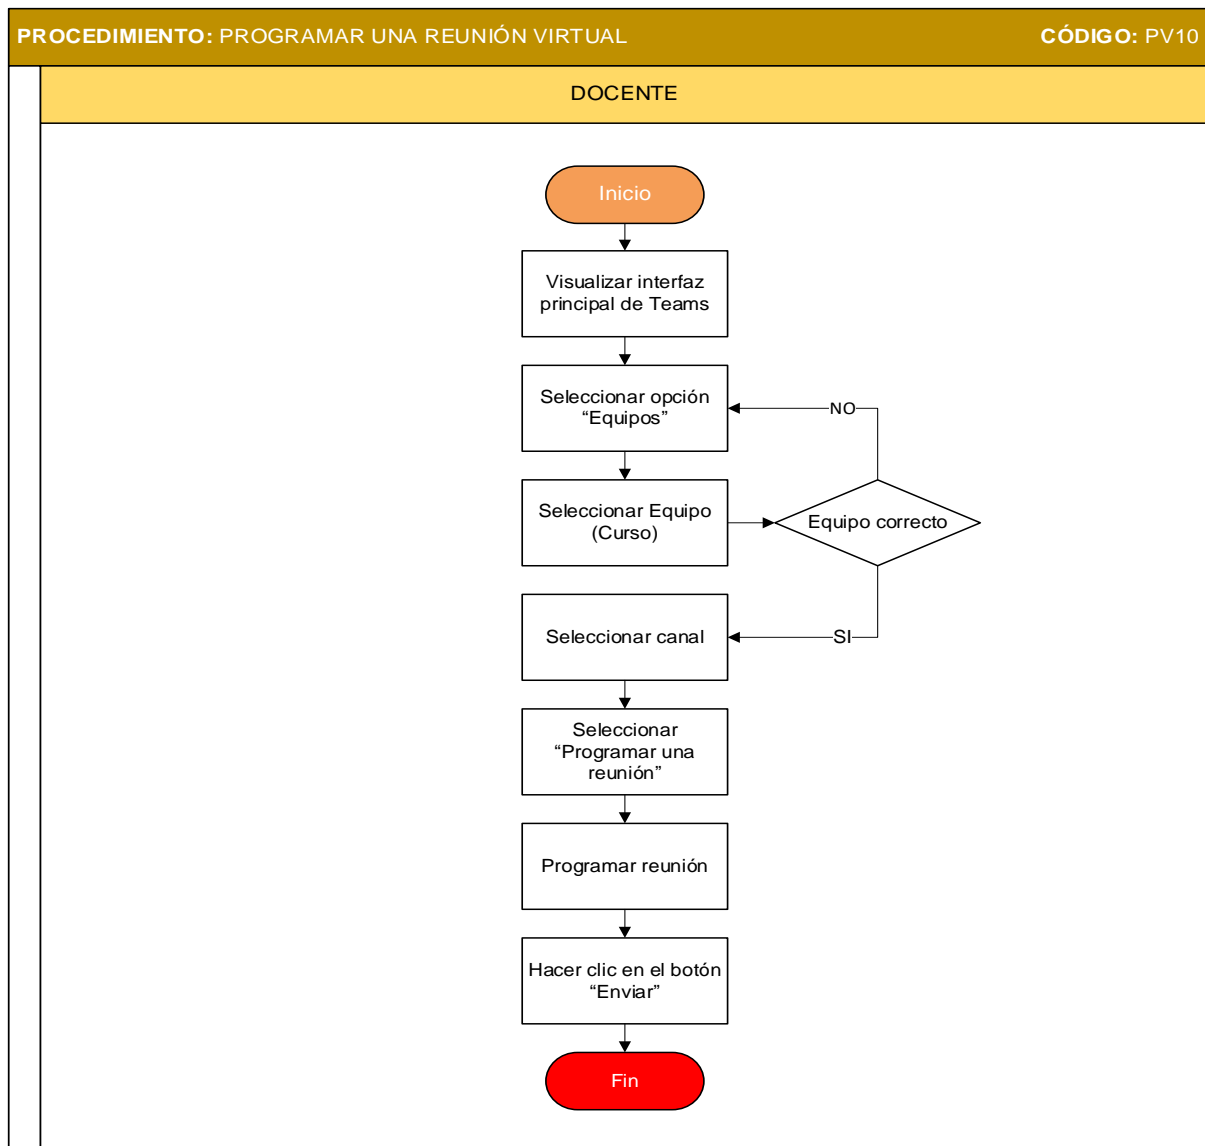 PROCEDIMIENTO: PROGRAMAR UNA REUNIÓN VIRTUAL
CÓDIGO: PV10
DOCENTE
Inicio
Visualizar interfaz
principal de Teams
Seleccionar opción
“Equipos”
NO
Seleccionar Equipo
(Curso)
Equipo correcto
Seleccionar canal
SI
Seleccionar
“Programar una
reunión”
Programar reunión
Hacer clic en el botón
“Enviar”
Fin